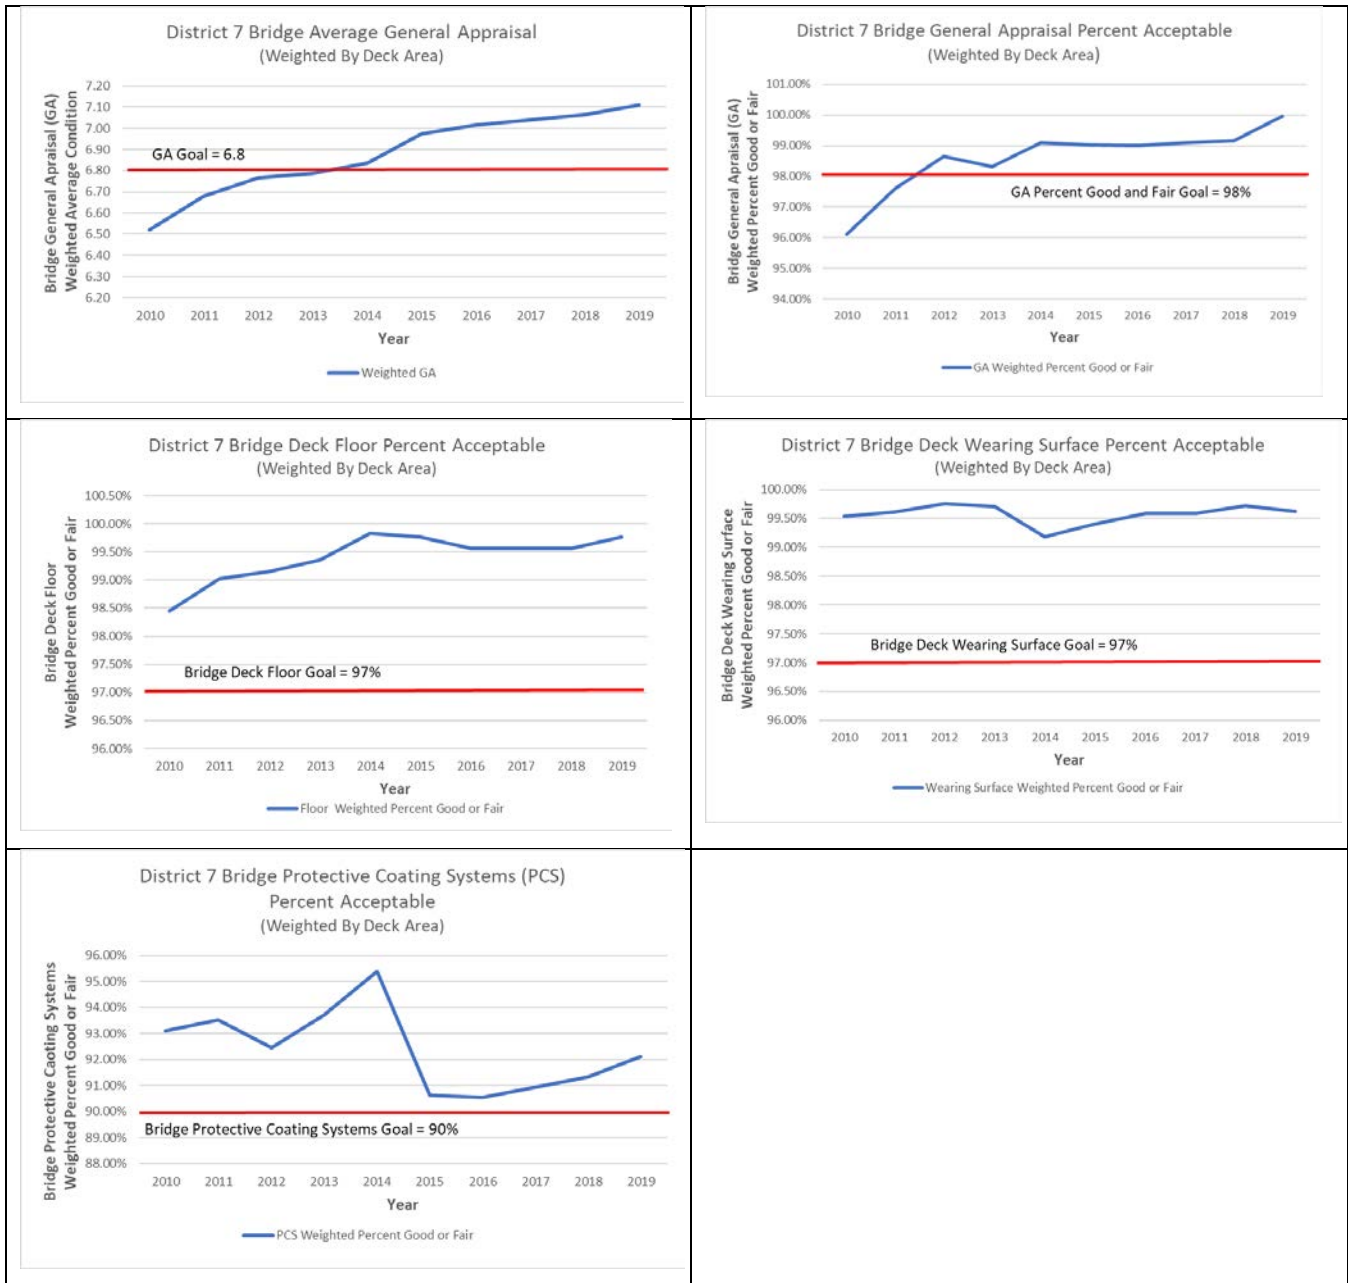 District 7 Bridge Average General Appraisal
(Weighted By Deck Area)
Bridge General Apraisal (GA)
Weighted Average Condition
7.20
7.10
7.00
6.90
6.80
6.70
6.60
6.50
6.40
6.30
6.20
GA Goal = 6.8
2010 2011 2012 2013 2014 2015 2016 2017 2018 2019
Year
Weighted GA
District 7 Bridge General Appraisal Percent Acceptable
(Weighted By Deck Area)
Bridge General Apraisal (GA)
Weighted Percent Good or Fair
101.00%
100.00%
99.00%
98.00%
97.00%
96.00%
95.00%
94.00%
GA Percent Good and Fair Goal = 98%
2010 2011 2012 2013 2014 2015 2016 2017 2018 2019
Year
GA Weighted Percent Good or Fair
District 7 Bridge Deck Floor Percent Acceptable
(Weighted By Deck Area)
Bridge Deck Floor
Weighted Percent Good or Fair
100.50%
100.00%
99.50%
99.00%
98.50%
98.00%
97.50%
97.00%
96.50%
96.00%
Bridge Deck Floor Goal = 97%
2010 2011 2012 2013 2014 2015 2016 2017 2018 2019
Year
Floor Weighted Percent Good or Fair
District 7 Bridge Deck Wearing Surface Percent Acceptable
(Weighted By Deck Area)
Bridge Deck Wearing Surface
Weighted Percent Good or Fair
100.00%
99.50%
99.00%
98.50%
98.00%
97.50%
97.00%
96.50%
96.00%
Bridge Deck Wearing Surface Goal = 97%
2010 2011 2012 2013 2014 2015 2016 2017 2018 2019
Year
Wearing Surface Weighted Percent Good or Fair
District 7 Bridge Protective Coating Systems (PCS)
Percent Acceptable
(Weighted By Deck Area)
Bridge Protective Caoting Systems
Weighted Percent Good or Fair
96.00%
95.00%
94.00%
93.00%
92.00%
91.00%
90.00%
89.00%
88.00%
Bridge Protective Coating Systems Goal = 90%
2010 2011 2012 2013 2014 2015 2016 2017 2018 2019
Year
PCS Weighted Percent Good or Fair